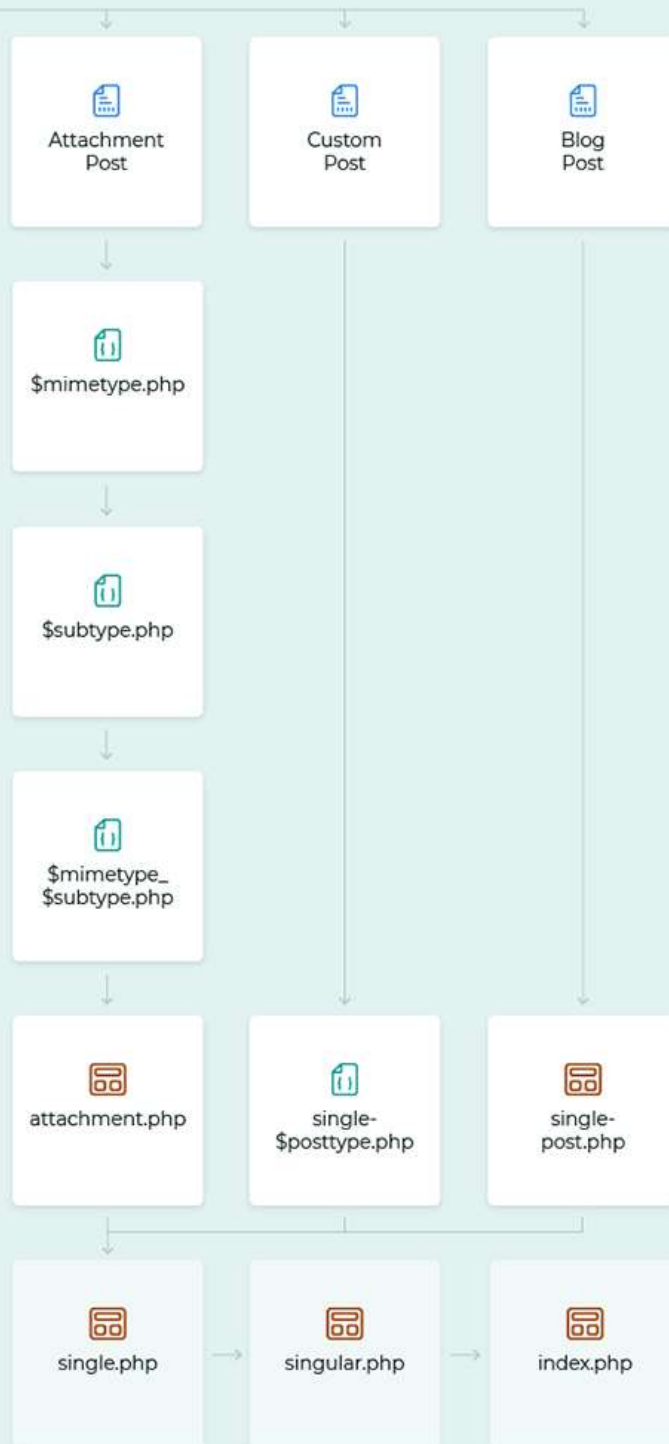 Attachment
Post
Custom
Post
Blog
Post
$mimetype.php
$subtype.php
$mimetype_
$subtype.php
attachment.php
single-
$posttype.php
single-
post.php
single.php
singular.php
index.php